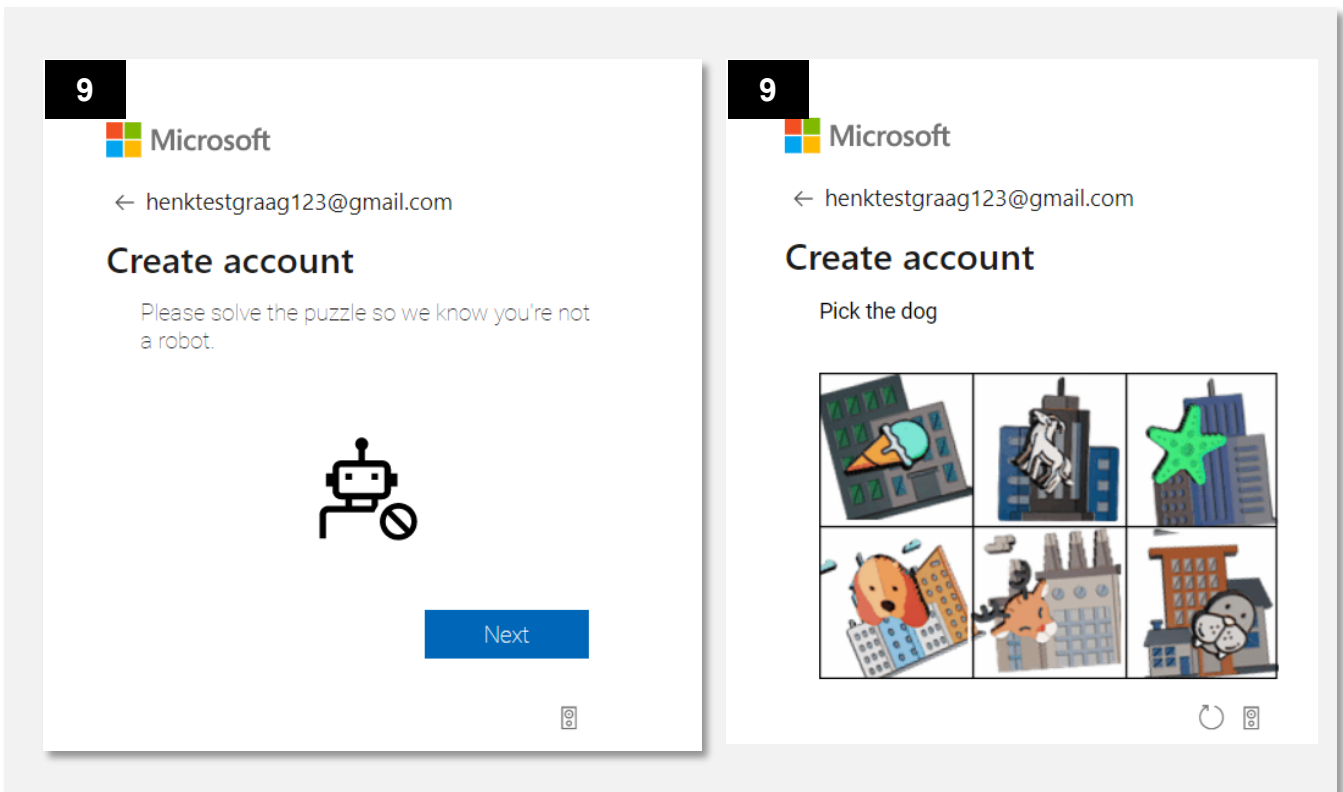 9
Microsoft
← henktestgraag123@gmail.com
Create account
Please solve the puzzle so we know you're not
a robot.
Next
9
Microsoft
← henktestgraag123@gmail.com
Create account
Pick the dog